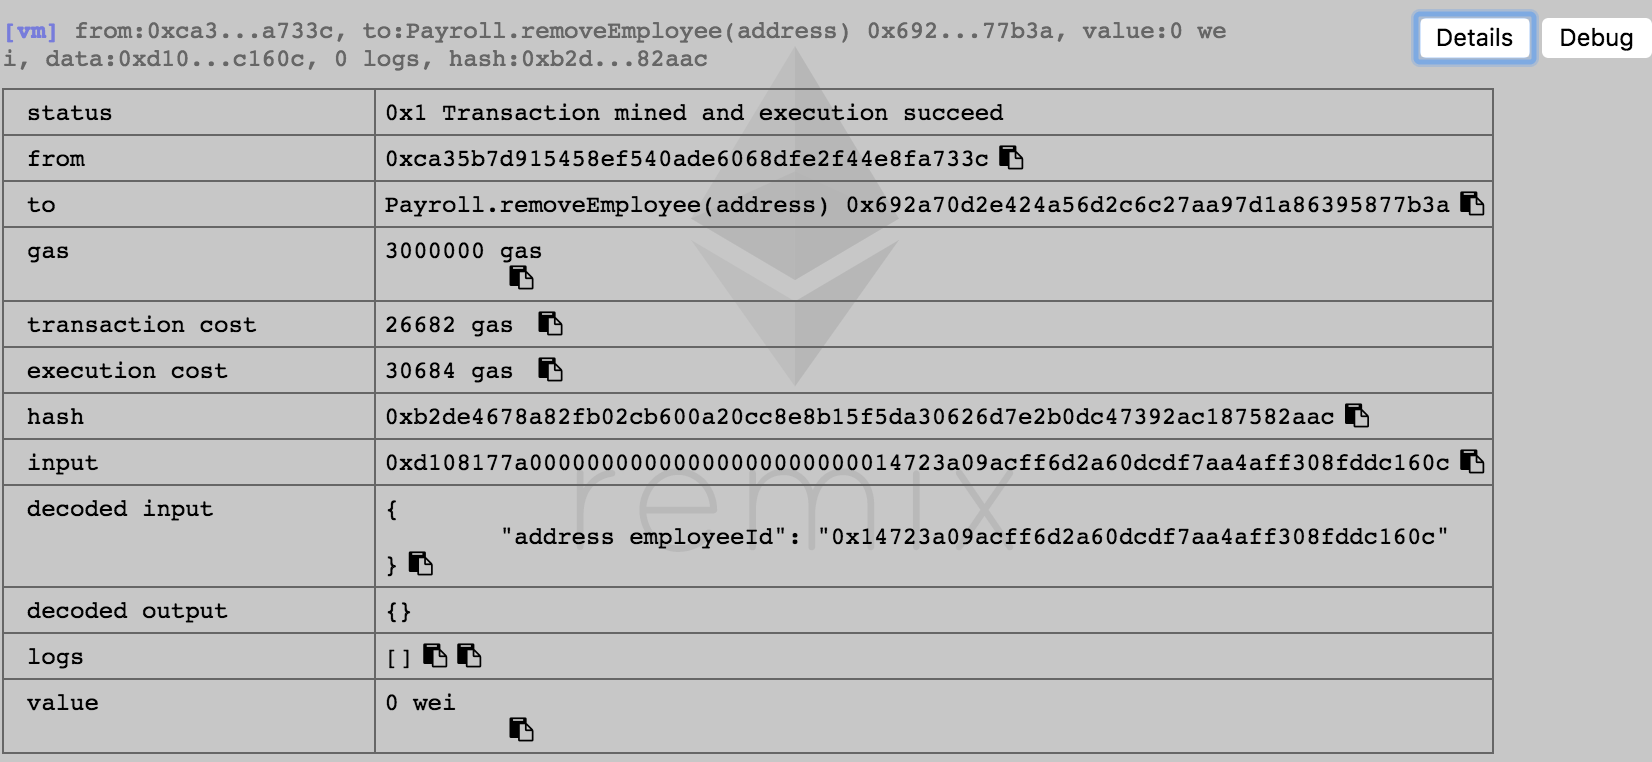 [vm] from:0xca3...a733c, to:Payroll.removeEmployee(address) 0x692...77b3a, value:0 we
i, data:0xd10...c160c, 0 logs, hash:0xb2d...82aac
Details Debug
status 0x1 Transaction mined and execution succeed
from 0xca35b7d915458ef540ade6068dfe2f44e8fa733c
to Payroll.removeEmployee(address) 0x692a70d2e424a56d2c6c27aa97d1a86395877b3a
gas 3000000 gas
transaction cost 26682 gas
execution cost 30684 gas
hash 0xb2de4678a82fb02cb600a20cc8e8b15f5da30626d7e2b0dc47392ac187582aac
input 0xd108177a00000000000000000000000014723a09acff6d2a60dcdf7aa4aff308fddc160c
decoded input {
"address employeeId": "0x14723a09acff6d2a60dcdf7aa4aff308fddc160c"
}
decoded output {}
logs []
value 0 wei
remix